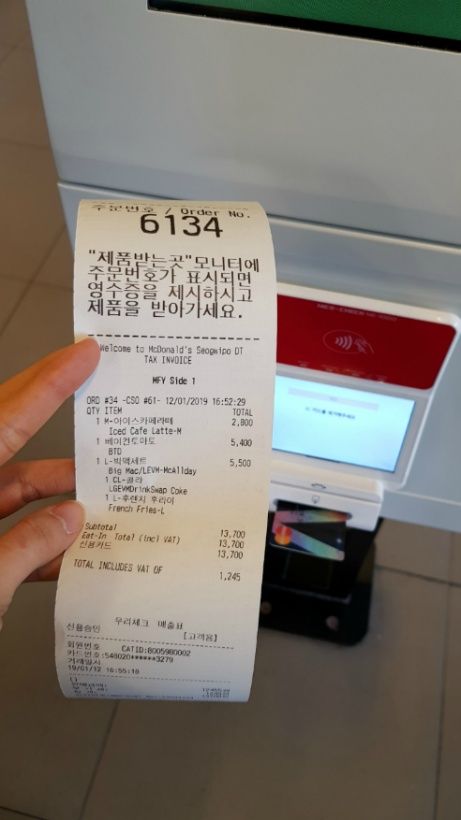 주문번호 / Order No.
6134
"제품받는곳"모니터에
주문번호가 표시되면
영수증을 제시하시고
제품을 받아가세요.
Welcome to McDonald's Seogwipo DT
TAX INVOICE
MFY Side 1
ORD #34 -CSO #61- 12/01/2019 16:52:29
QTY ITEM TOTAL
1 M-아이스카페라떼 2,800
Iced Cafe Latte-M
1 베이컨토마토 5,400
BTD
1 L-빅맥세트 5,500
Big Mac/LEVM-McAllday
1 CL-콜라
LGEVMDrinkSwap Coke
1 L-후렌치 후라이
French Fries-L
Subtotal 13,700
Eat-In Total (incl VAT) 13,700
신용카드 13,700
TOTAL INCLUDES VAT OF 1,245
우리체크 매출표
신용승인 [고객용]
회원번호 CATID:8005980002
카드번호:548020******3279
거래일시
19/01/12 16:55:18